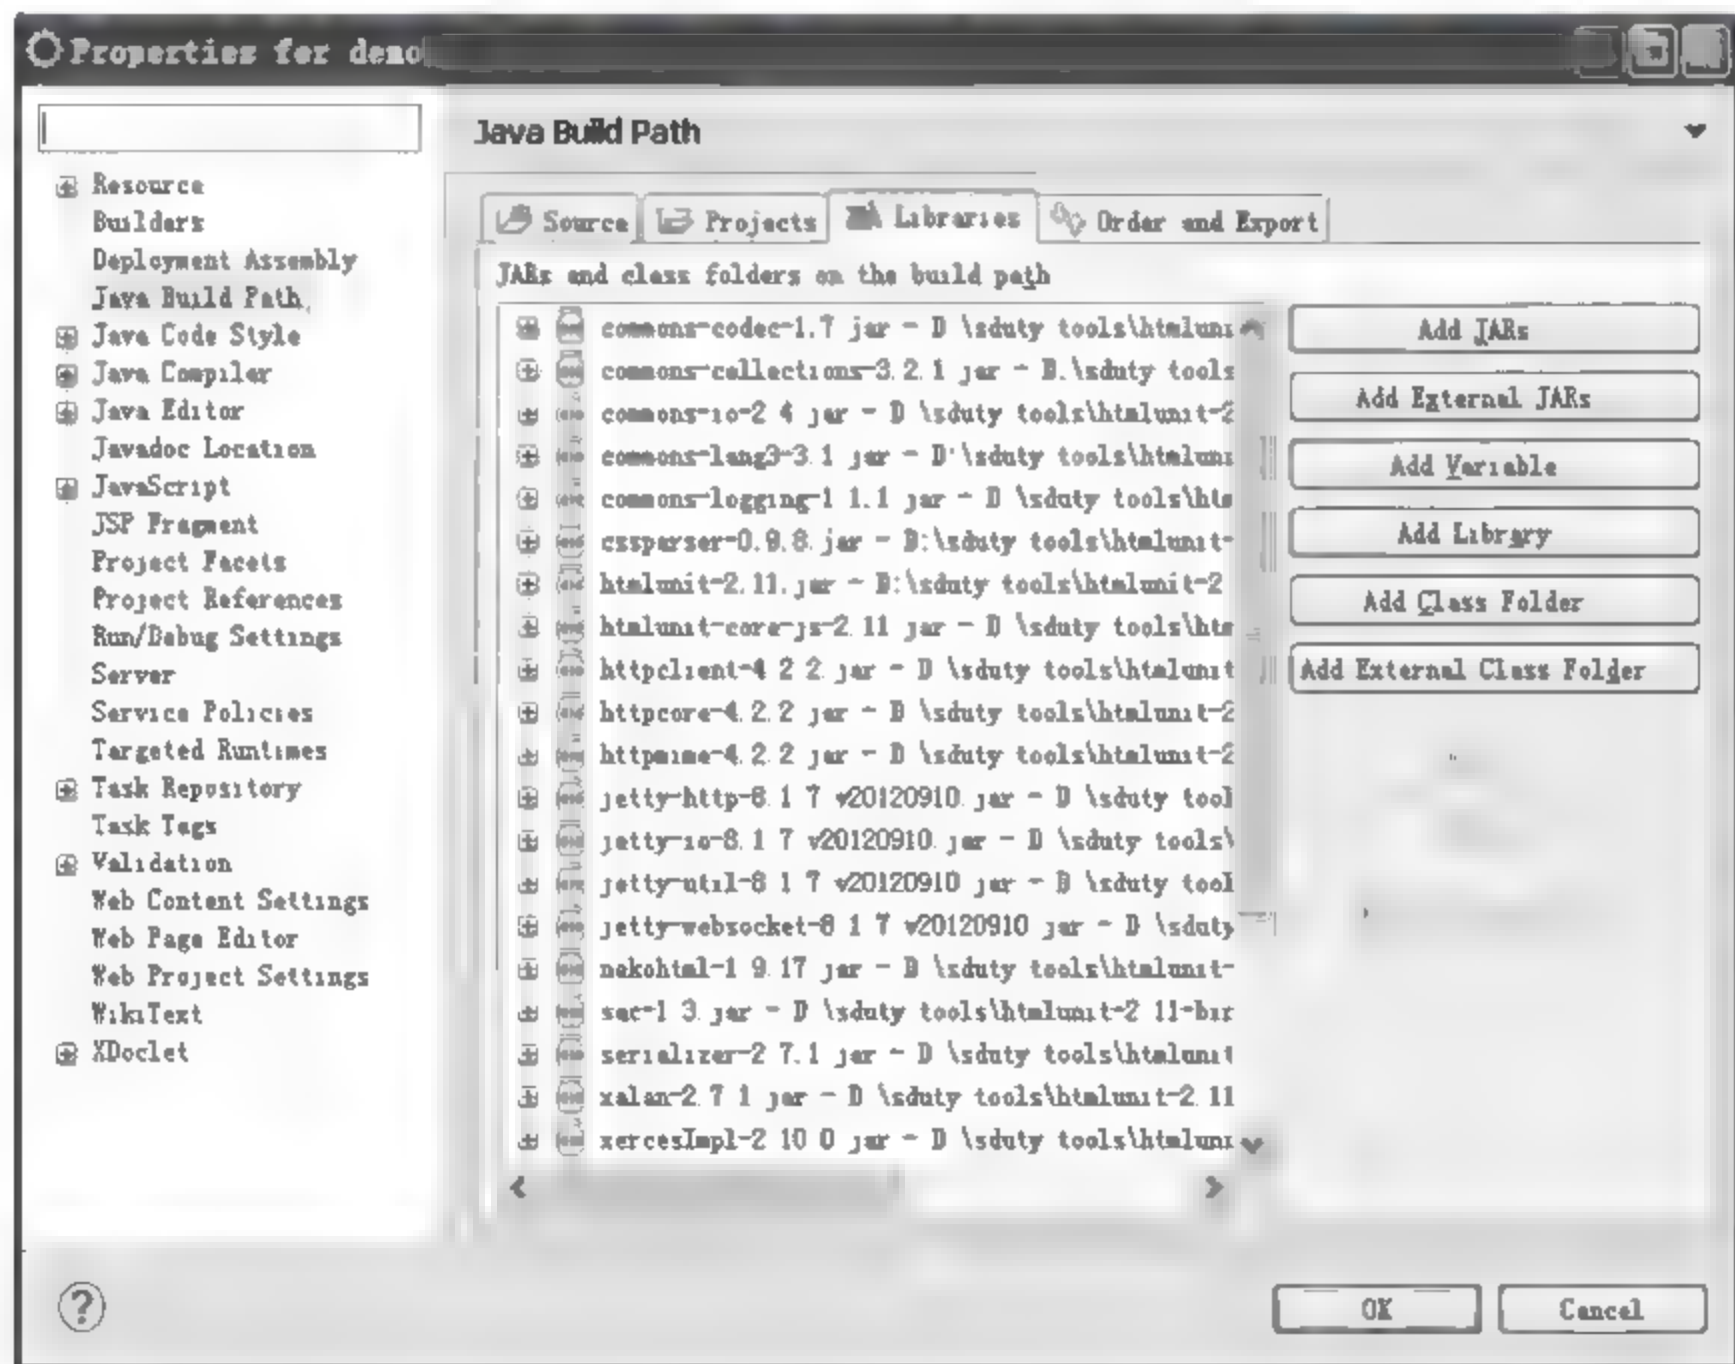 Properties for demo
Java Build Path
Resource
Builders
Deployment Assembly
Java Build Path
Java Code Style
Java Compiler
Java Editor
Javadoc Location
JavaScript
JSP Fragment
Project Facets
Project References
Run/Debug Settings
Server
Service Policies
Targeted Runtimes
Task Repository
Task Tags
Validation
Web Content Settings
Web Page Editor
Web Project Settings
WikiText
XDoclet
Source
Projects
Libraries
Order and Export
JARs and class folders on the build path
commons-codec-1.7 jar - D \sduty tools\htmluni
commons-collections-3.2.1 jar - D.\sduty tools
commons-io-2 4 jar - D \sduty tools\htmlunit-2
commons-lang3-3.1 jar - D:\sduty tools\htmluni
commons-logging-1 1.1 jar - D \sduty tools\htm
cssparser-0.9.8.jar - D:\sduty tools\htmlunit-
htmlunit-2.11.jar - D:\sduty tools\htmlunit-2
htmlunit-core-js-2.11 jar - D \sduty tools\htm
httpclient-4 2 2.jar - D \sduty tools\htmlunit
httpcore-4.2.2 jar - D \sduty tools\htmlunit-2
httpmime-4.2.2 jar - D \sduty tools\htmlunit-2
jetty-http-8.1 7 v20120910.jar - D \sduty tool
jetty-io-8.1 7 v20120910.jar - D \sduty tools\
jetty-util-8 1 7 v20120910 jar - D \sduty tool
jetty-websocket-8 1 7 v20120910 jar - D \sduty
nekohtml-1 9.17 jar - D \sduty tools\htmlunit-
sac-1 3.jar - D \sduty tools\htmlunit-2 11-bin
serializer-2 7.1 jar - D \sduty tools\htmlunit
xalan-2.7 1 jar - D \sduty tools\htmlunit-2.11
xercesImpl-2 10 0 jar - D \sduty tools\htmluni
Add JARs
Add External JARs
Add Variable
Add Library
Add Class Folder
Add External Class Folder
?
OK
Cancel